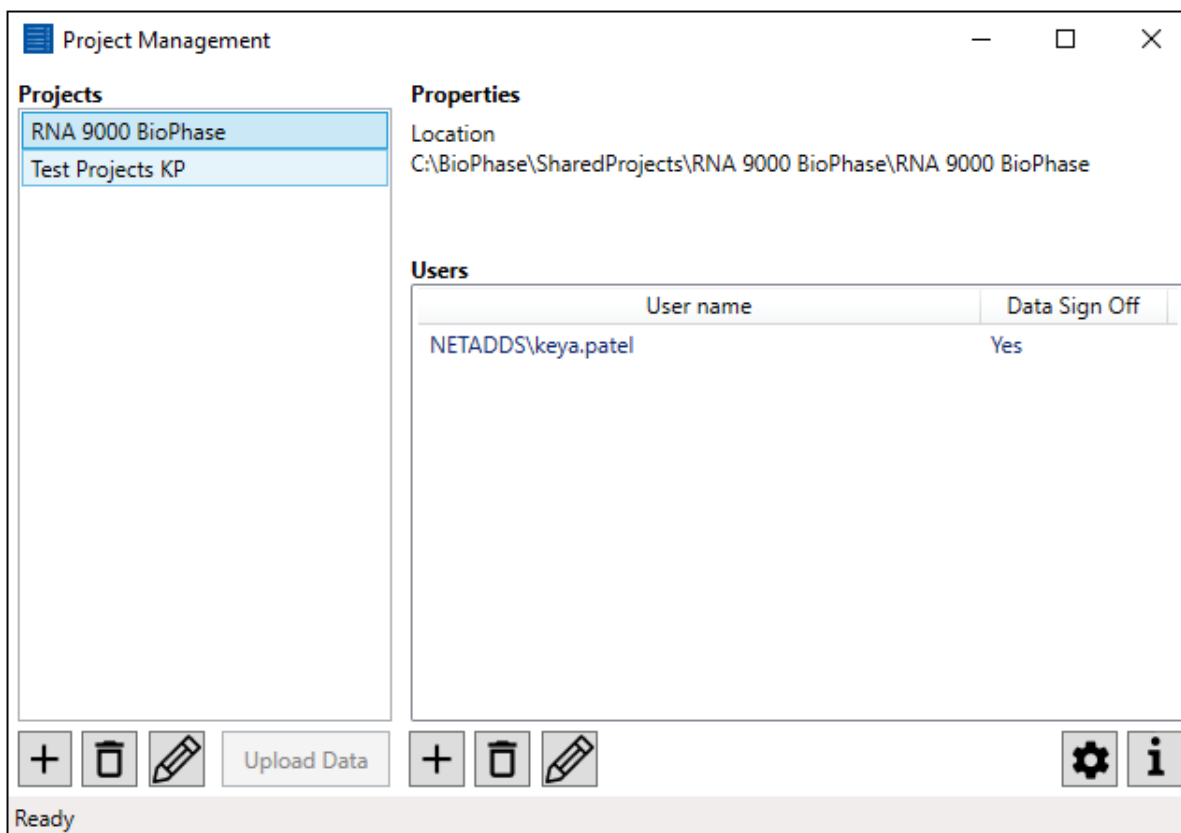 Project Management
Projects
RNA 9000 BioPhase
Test Projects KP
Properties
Location
C:\BioPhase\SharedProjects\RNA 9000 BioPhase\RNA 9000 BioPhase
Users
User name Data Sign Off
NETADDS\keya.patel Yes
Upload Data
Ready